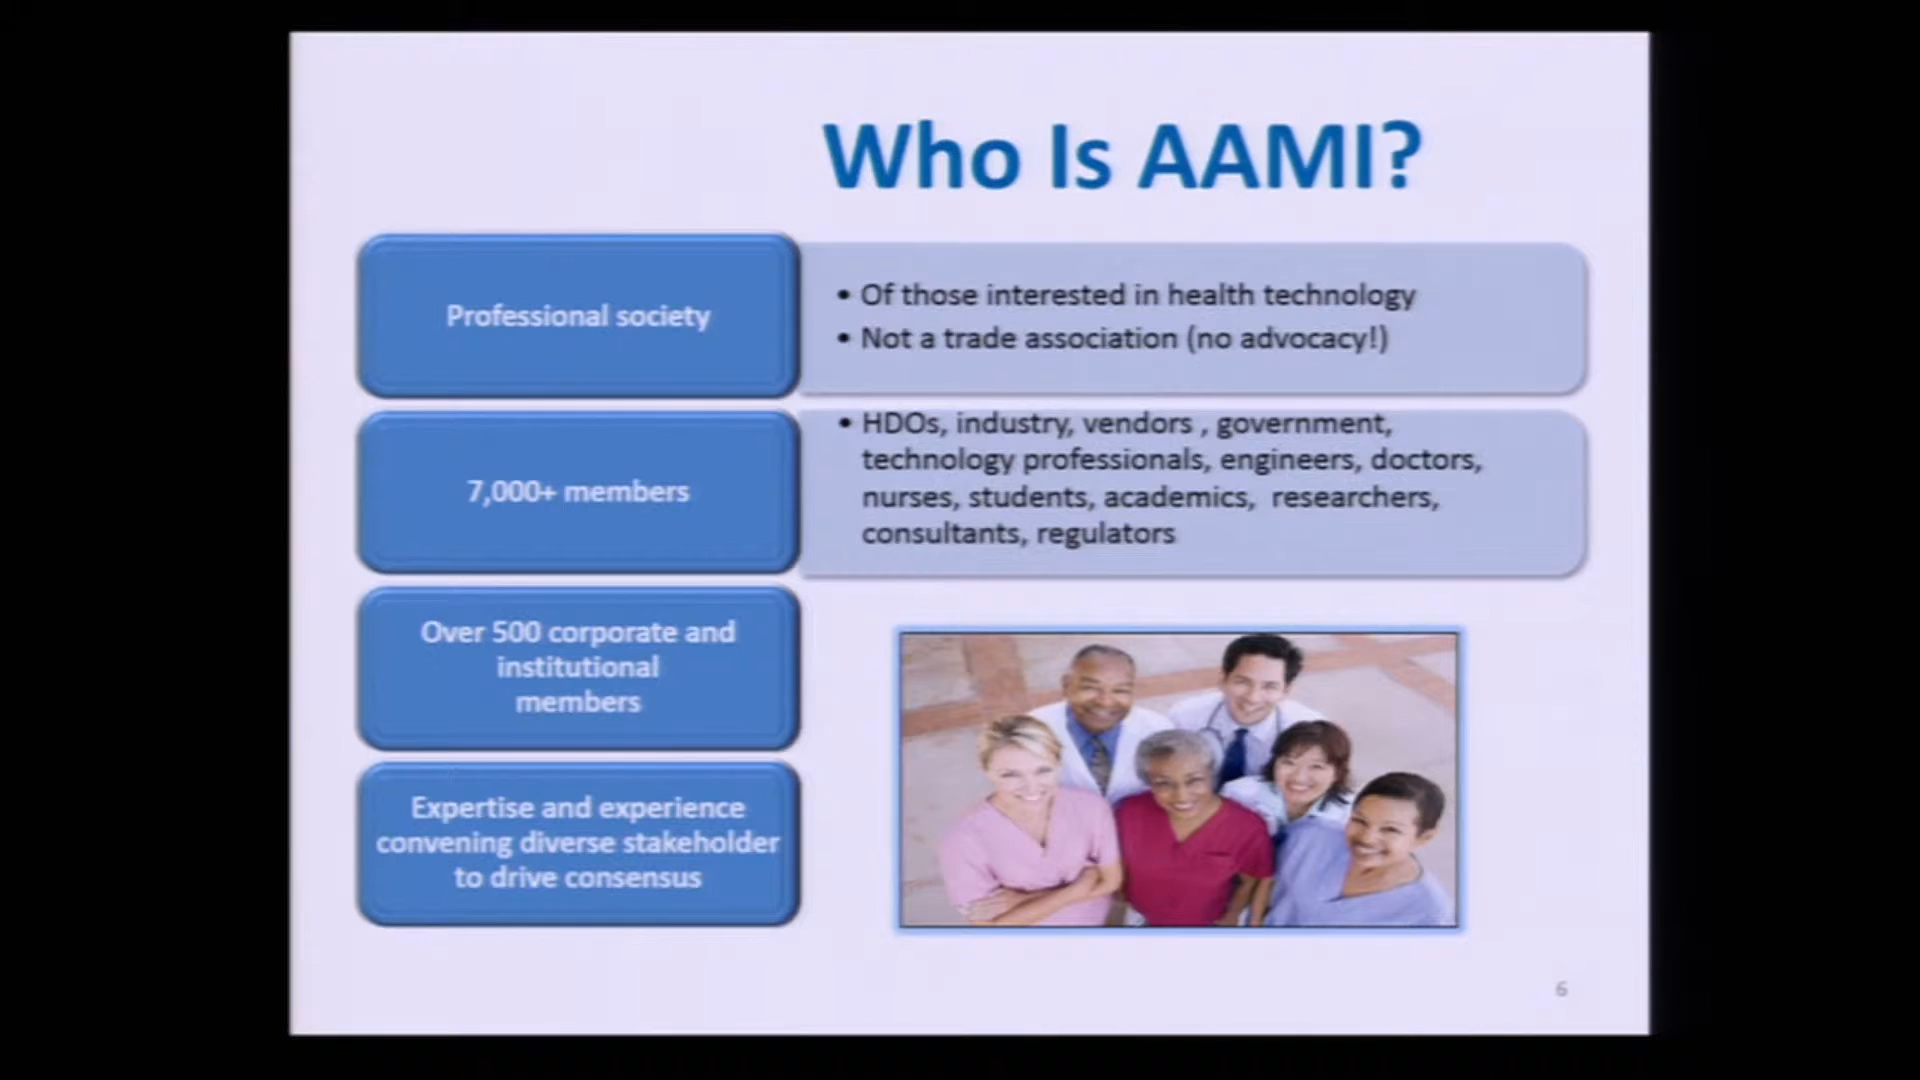 Who Is AAMI?
Professional society
• Of those interested in health technology
• Not a trade association (no advocacy!)
7,000+ members
• HDOs, industry, vendors , government,
technology professionals, engineers, doctors,
nurses, students, academics,  researchers,
consultants, regulators
Over 500 corporate and
institutional
members
Expertise and experience
convening diverse stakeholder
to drive consensus
6